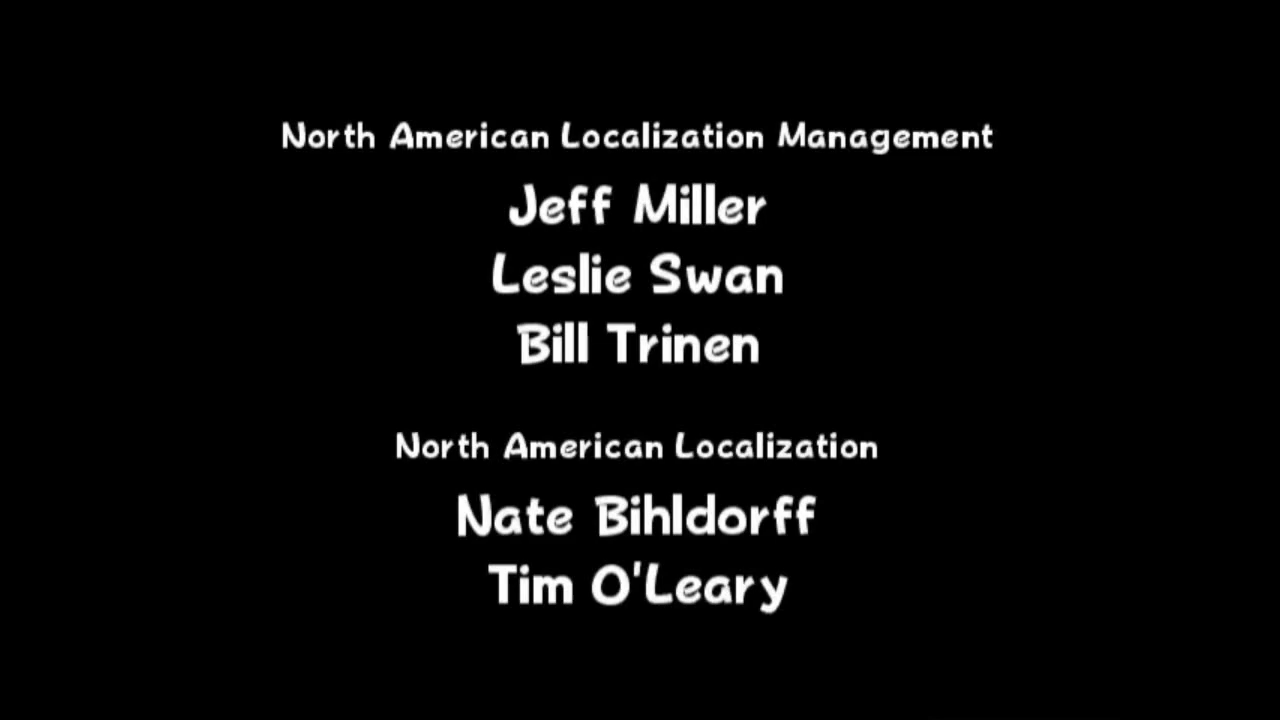 North American Localization Management
Jeff Miller
Leslie Swan
Bill Trinen
North American Localization
Nate Bihldorff
Tim O'Leary